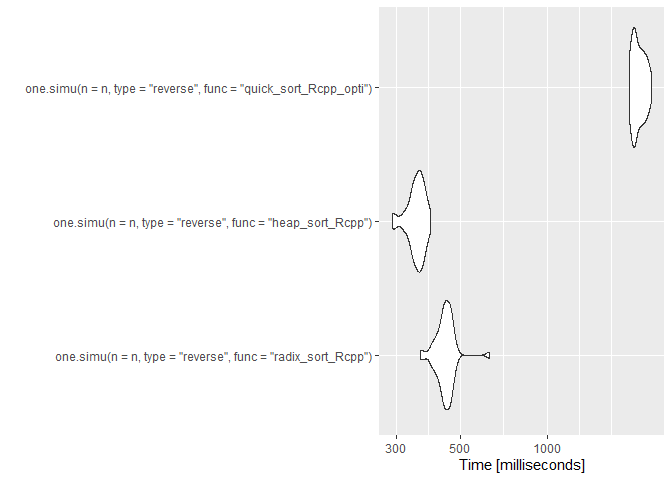 one.simu(n = n, type = "reverse", func = "quick_sort_Rcpp_opti")
one.simu(n = n, type = "reverse", func = "heap_sort_Rcpp")
one.simu(n = n, type = "reverse", func = "radix_sort_Rcpp")
300 500 1000
Time [milliseconds]